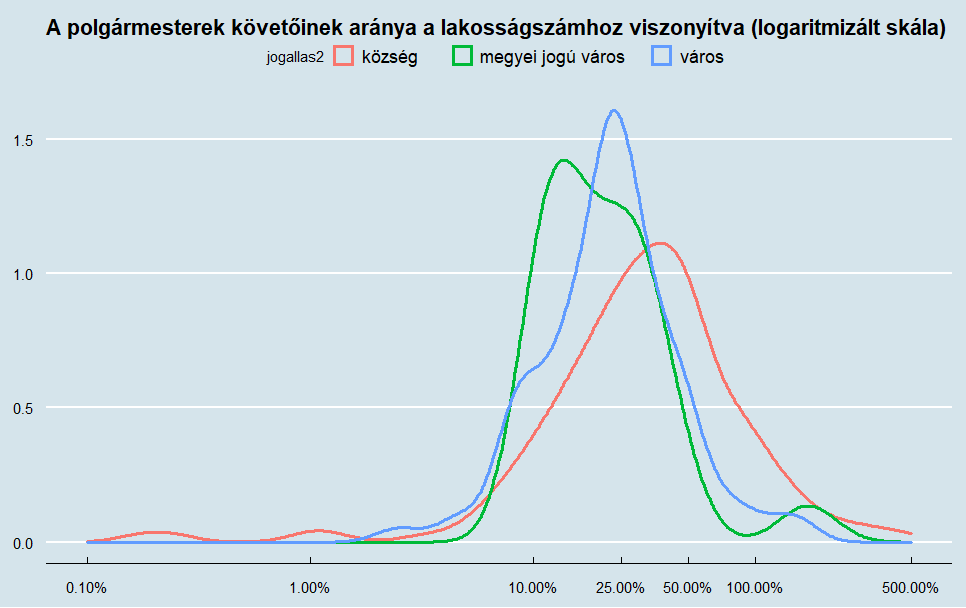 A polgármesterek követőinek aránya a lakosságszámhoz viszonyítva (logaritmizált skála)
jogallas2 község megyei jogú város város
1.5
1.0
0.5
0.0
0.10% 1.00% 10.00% 25.00% 50.00% 100.00% 500.00%